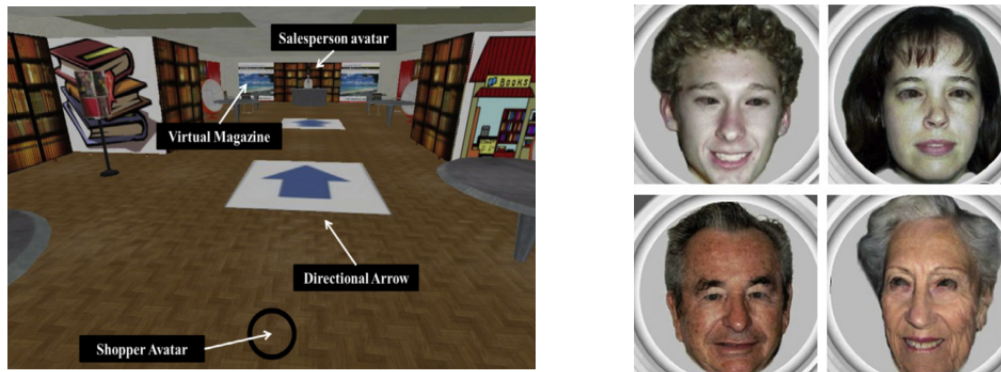 Salesperson avatar
Virtual Magazine
BOOKS
Directional Arrow
Shopper Avatar